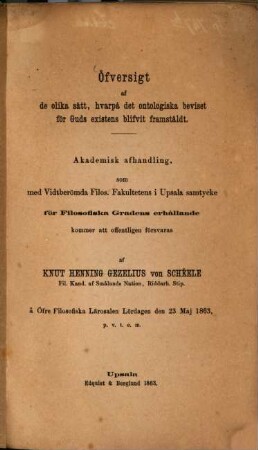 Öfversigt
af
de olika sätt, hvarpå det ontologiska beviset
för Guds existens blifvit framstäldt.
Akademisk afhandling,
som
med Vidtberömda Filos. Fakultetens i Upsala samtycke
för Filosofiska Gradens erhållande
kommer att offentligen försvaras
af
KNUT HENNING GEZELIUS von SCHÉELE
Fil. Kand. af Smålands Nation, Riddarh. Stip.
å Öfre Filosofiska Lärosalen Lördagen den 23 Maj 1863,
p. v. t. o. m.
Upsala
Edquist & Berglund 1863.